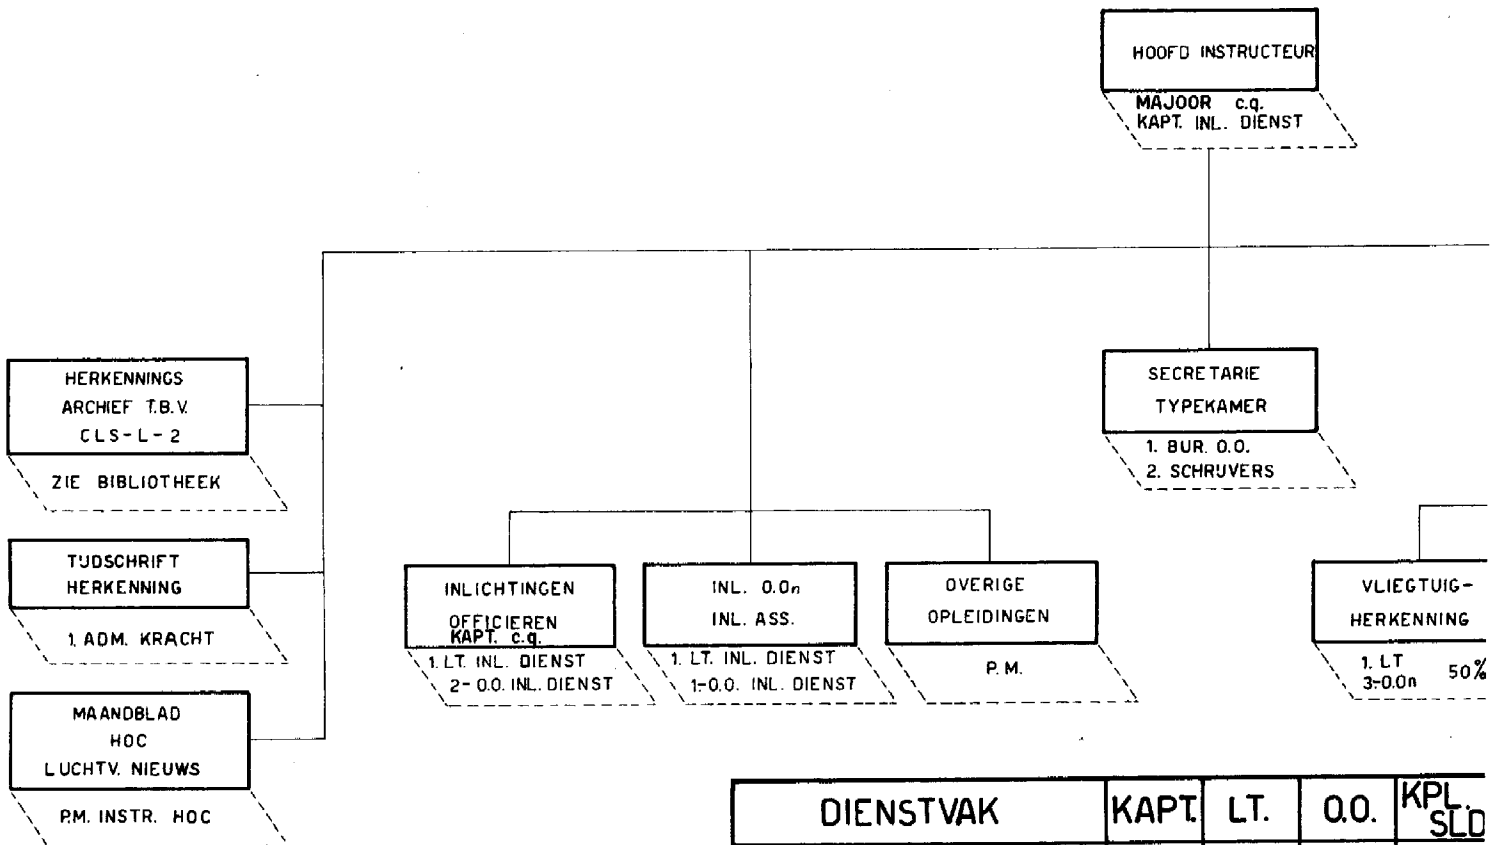 HOOFD INSTRUCTEUR
MAJOOR c.q.
KAPT. INL. DIENST
HERKENNINGS
ARCHIEF T.B.V.
CLS-L-2
ZIE BIBLIOTHEEK
SECRETARIE
TYPEKAMER
1. BUR. O.O.
2. SCHRIJVERS
TIJDSCHRIFT
HERKENNING
1. ADM. KRACHT
INLICHTINGEN
OFFICIEREN
KAPT. c.q.
1. LT. INL. DIENST
2- O.O. INL. DIENST
INL. O.On
INL. ASS.
1. LT. INL. DIENST
1-O.O. INL. DIENST
OVERIGE
OPLEIDINGEN
P.M.
VLIEGTUIG-
HERKENNING
1. LT
3-O.On 50%
MAANDBLAD
HOC
LUCHTV. NIEUWS
P.M. INSTR. HOC
DIENSTVAK KAPT. LT. O.O. KPL.
SLD